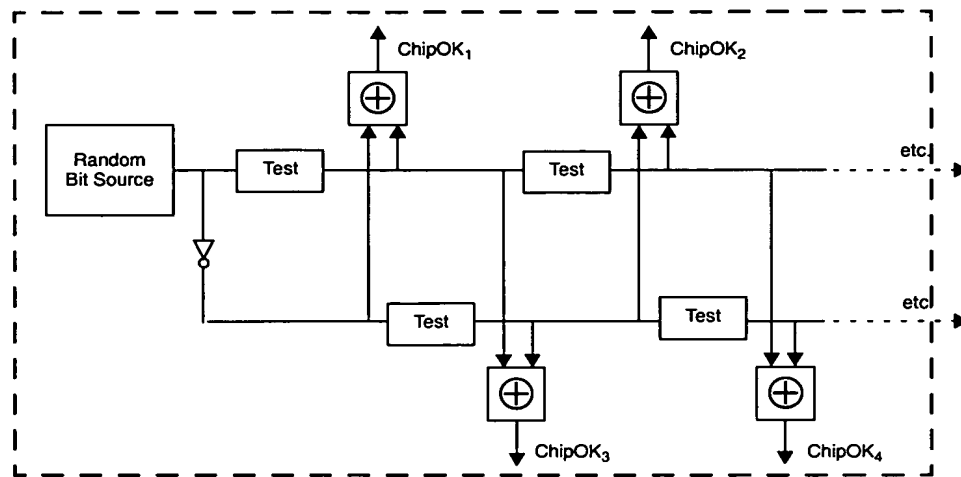 ChipOK₁
ChipOK₂
Random
Bit Source
Test
Test
etc.
Test
Test
etc
ChipOK₃
ChipOK₄